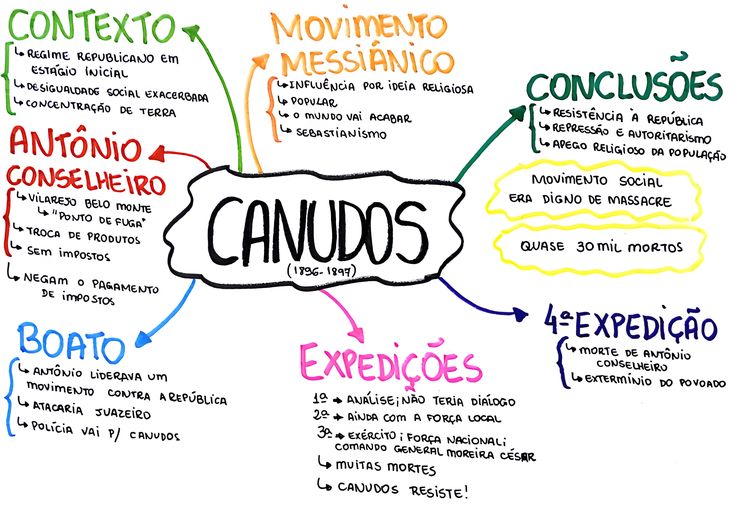 CONTEXTO
↳ REGIME REPUBLICANO EM
ESTÁGIO INICIAL
↳ DESIGUALDADE SOCIAL EXACERBADA
↳ CONCENTRAÇÃO DE TERRA
MOVIMENTO
MESSIÂNICO
↳ INFLUÊNCIA POR IDEIA RELIGIOSA
↳ POPULAR
↳ O MUNDO VAI ACABAR
↳ SEBASTIANISMO
CONCLUSÕES
↳ RESISTÊNCIA À REPÚBLICA
↳ REPRESSÃO E AUTORITARISMO
↳ APEGO RELIGIOSO DA POPULAÇÃO
MOVIMENTO SOCIAL
ERA DIGNO DE MASSACRE
QUASE 30 MIL MORTOS
ANTÔNIO
CONSELHEIRO
↳ VILAREJO BELO MONTE
↳ "PONTO DE FUGA"
↳ TROCA DE PRODUTOS
↳ SEM IMPOSTOS
↳ NEGAM O PAGAMENTO
DE IMPOSTOS
CANUDOS
(1896-1897)
BOATO
↳ ANTÔNIO LIDERAVA UM
MOVIMENTO CONTRA A REPÚBLICA
↳ ATACARIA JUAZEIRO
↳ POLÍCIA VAI P/ CANUDOS
EXPEDIÇÕES
1ª → ANÁLISE; NÃO TERIA DIÁLOGO
2ª → AINDA COM A FORÇA LOCAL
3ª → EXÉRCITO; FORÇA NACIONAL;
COMANDO GENERAL MOREIRA CÉSAR
↳ MUITAS MORTES
↳ CANUDOS RESISTE!
4ª EXPEDIÇÃO
↳ MORTE DE ANTÔNIO
CONSELHEIRO
↳ EXTERMÍNIO DO POVOADO